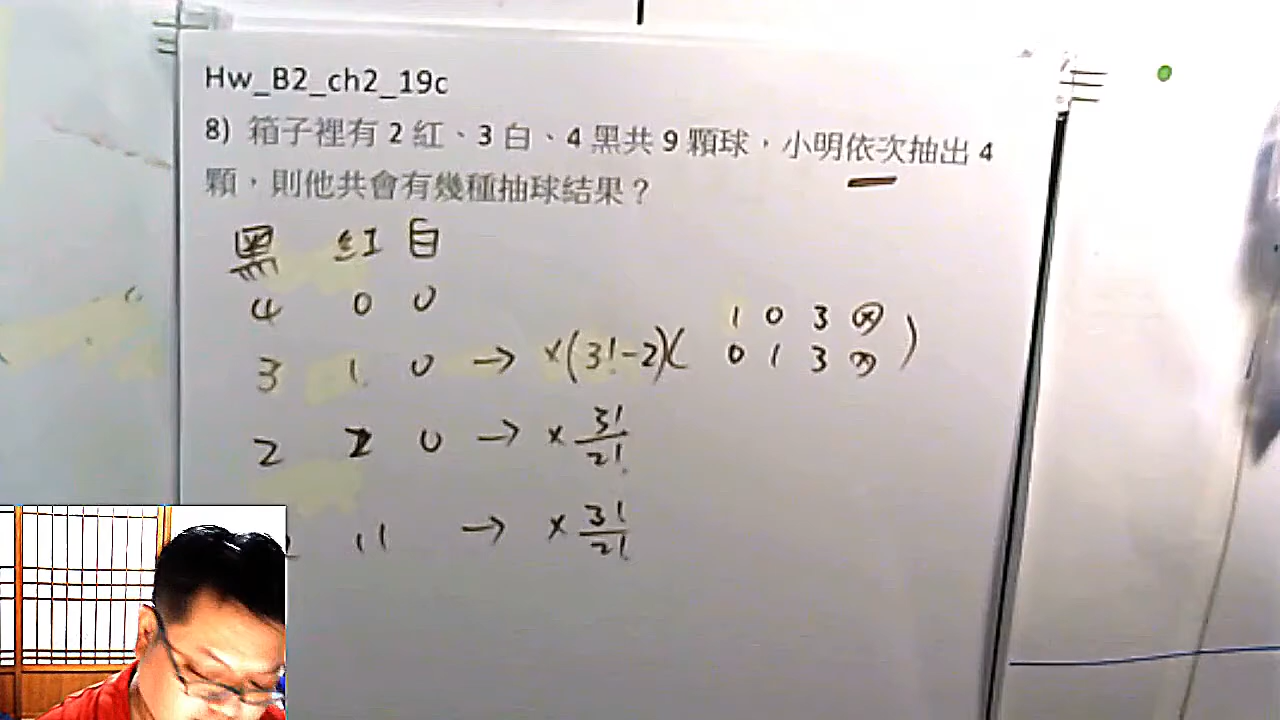 Hw_B2_ch2_19c
8) 箱子裡有 2 紅、3 白、4 黑共 9 顆球，小明依次抽出 4
顆，則他共會有幾種抽球結果？
黑 紅 白
4 0 0
1 0 3 ⓧ
3 1 0 → ×(3!-2)( 0 1 3 ⓧ )
2 2 0 → × 3!/2!
1 1 → × 3!/2!